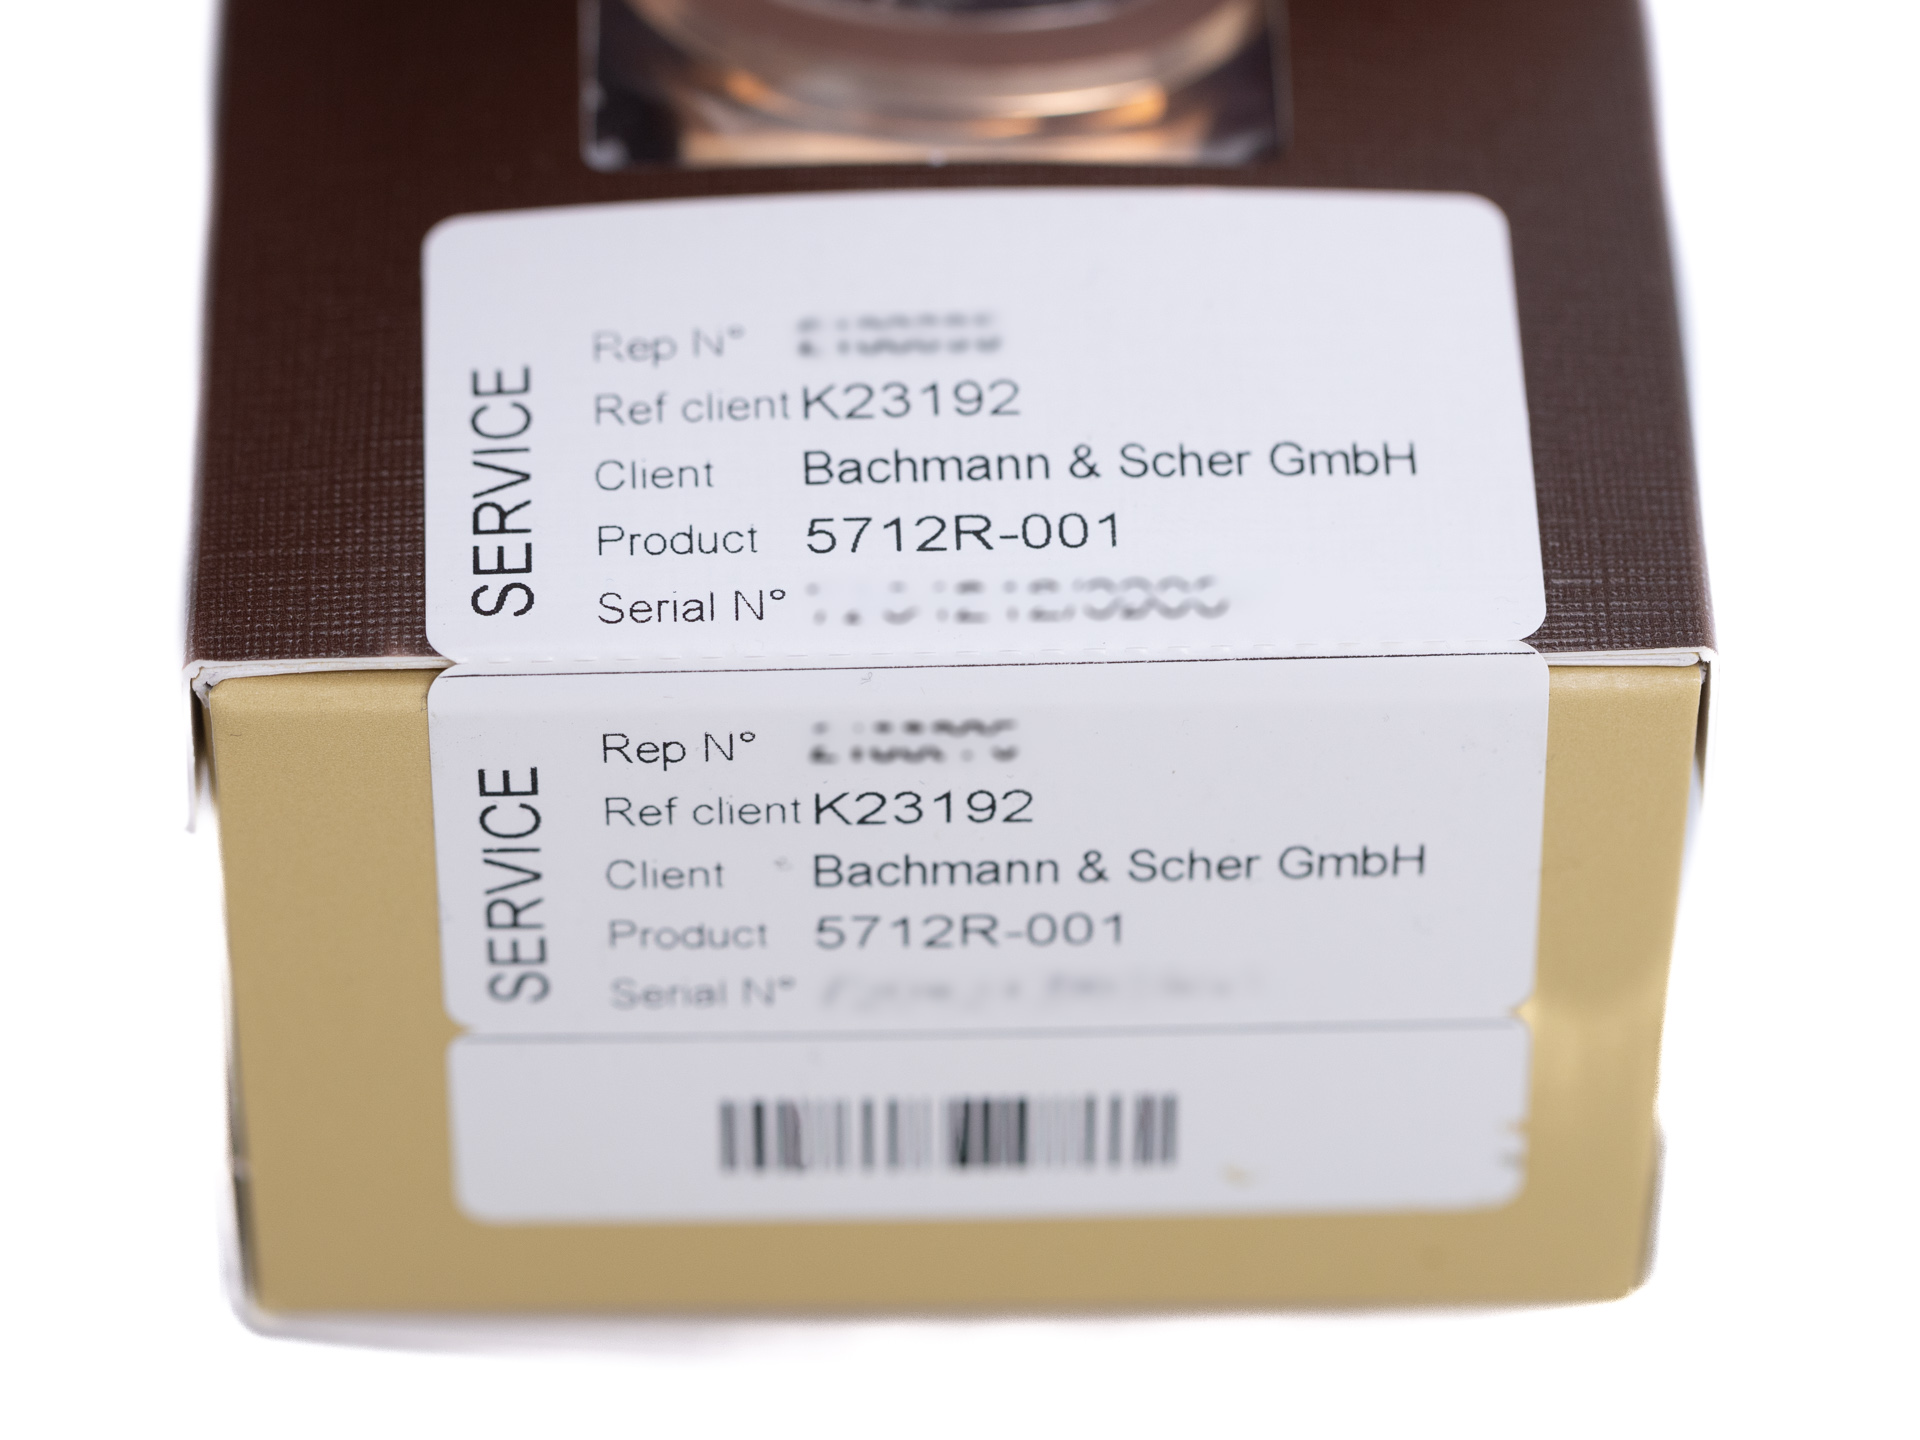 SERVICE
Rep N°
Ref client K23192
Client Bachmann & Scher GmbH
Product 5712R-001
Serial N°
SERVICE
Rep N°
Ref client K23192
Client Bachmann & Scher GmbH
Product 5712R-001
Serial N°